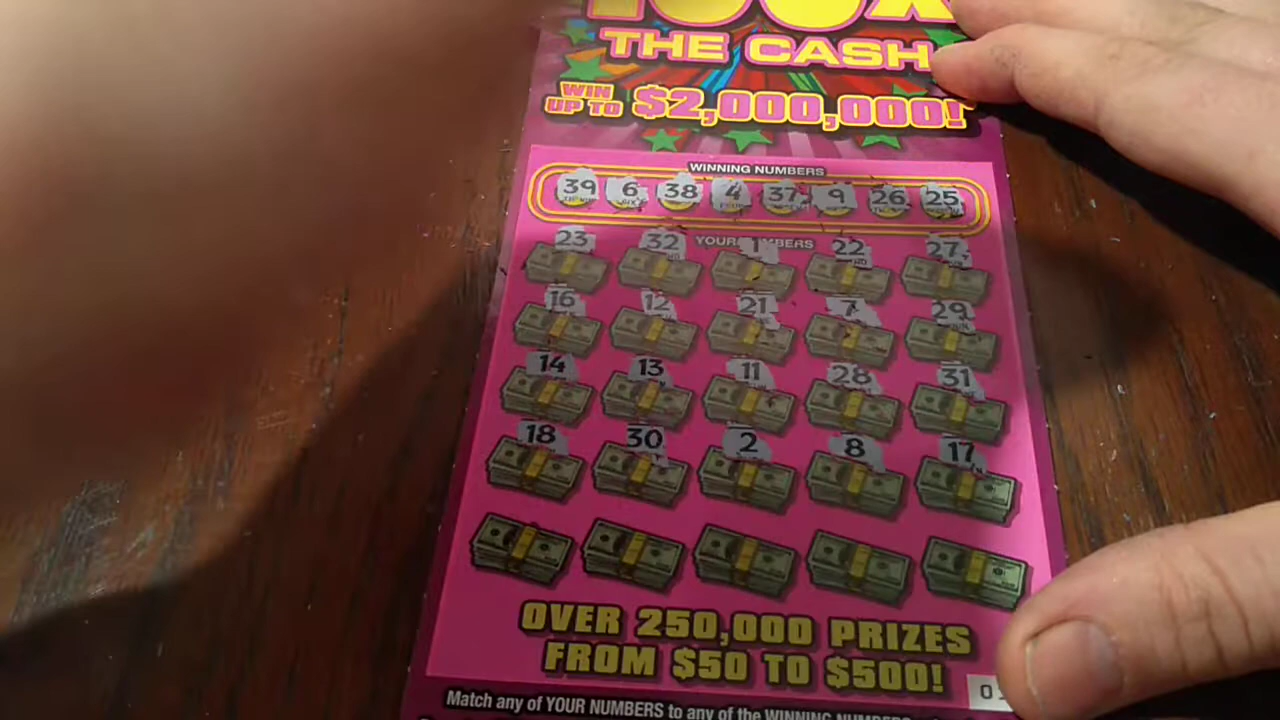 100X
THE CASH
WIN
UP TO $2,000,000!
WINNING NUMBERS
39 6 38 4 37 9 26 25
YOUR NUMBERS
23 32 1 22 27
16 12 21 7 29
14 13 11 28 31
18 30 2 8 17
OVER 250,000 PRIZES
FROM $50 TO $500!
0
Match any of YOUR NUMBERS to any of the WINNING NUMBERS